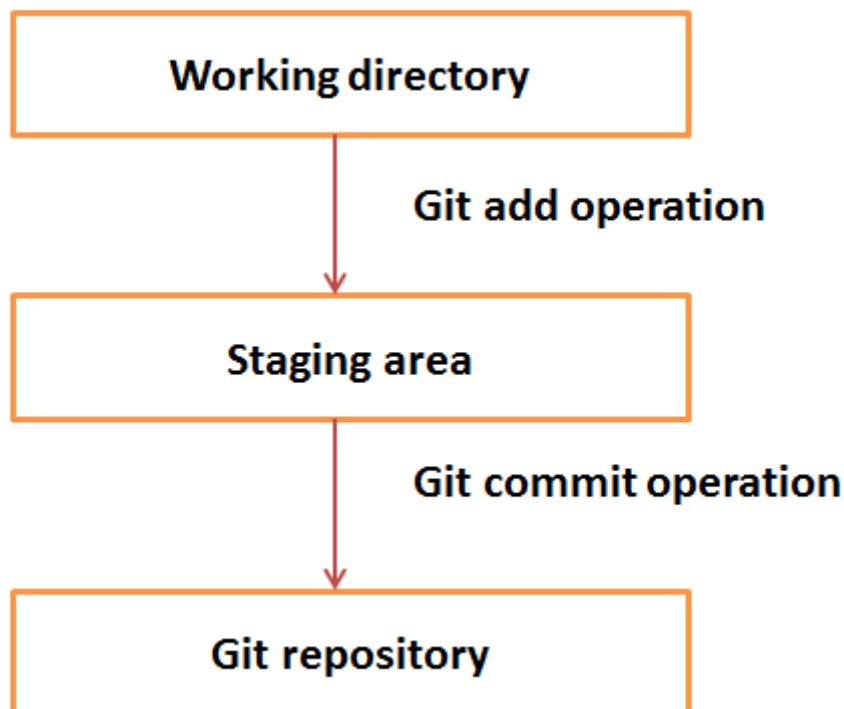 Working directory
Git add operation
Staging area
Git commit operation
Git repository